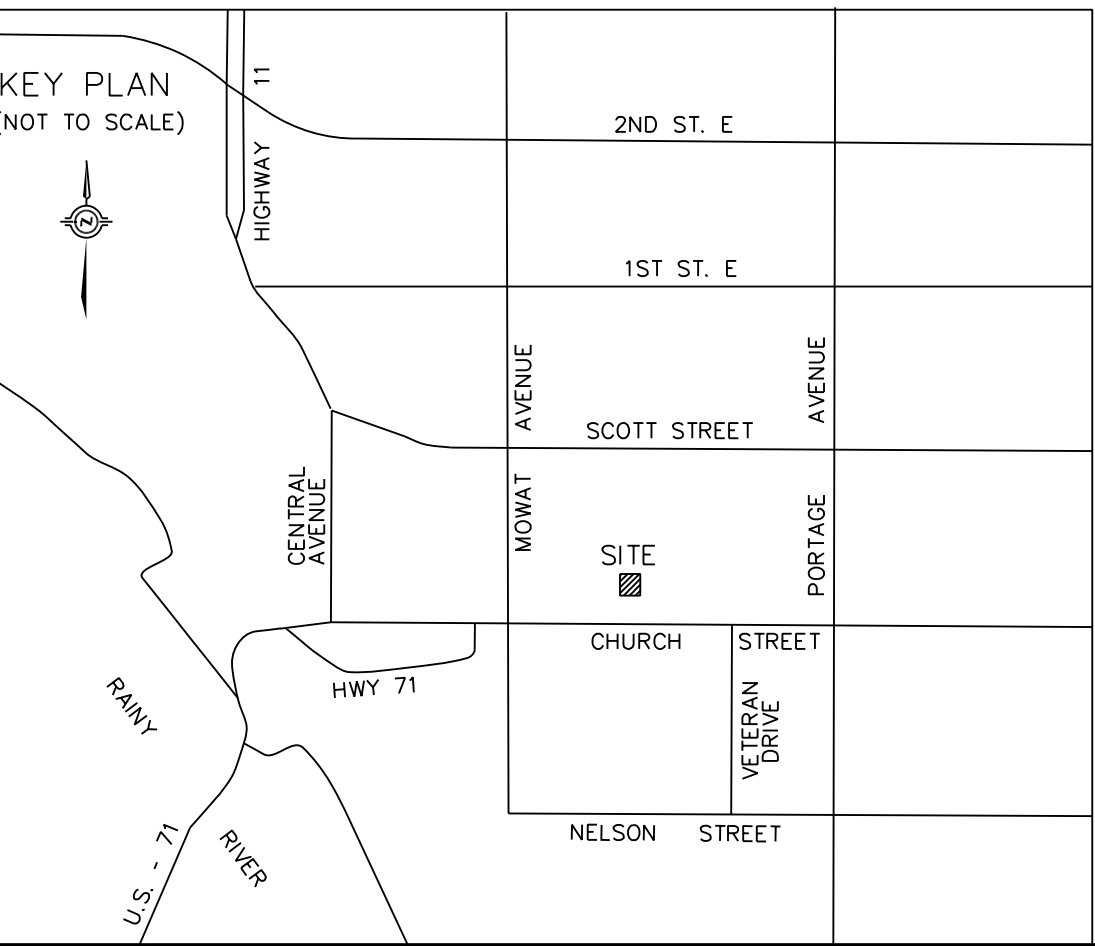 KEY PLAN
(NOT TO SCALE)
N
HIGHWAY 11
2ND ST. E
1ST ST. E
MOWAT AVENUE
PORTAGE AVENUE
SCOTT STREET
CENTRAL
AVENUE
SITE
CHURCH STREET
HWY 71
VETERAN
DRIVE
RAINY
RIVER
NELSON STREET
U.S. - 71